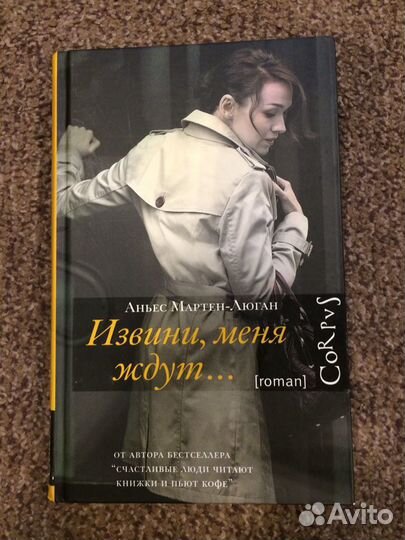 Аньес Мартен-Люган
Извини, меня
ждут...
[roman]
CORPVS
ОТ АВТОРА БЕСТСЕЛЛЕРА
"СЧАСТЛИВЫЕ ЛЮДИ ЧИТАЮТ
КНИЖКИ И ПЬЮТ КОФЕ"
Avito